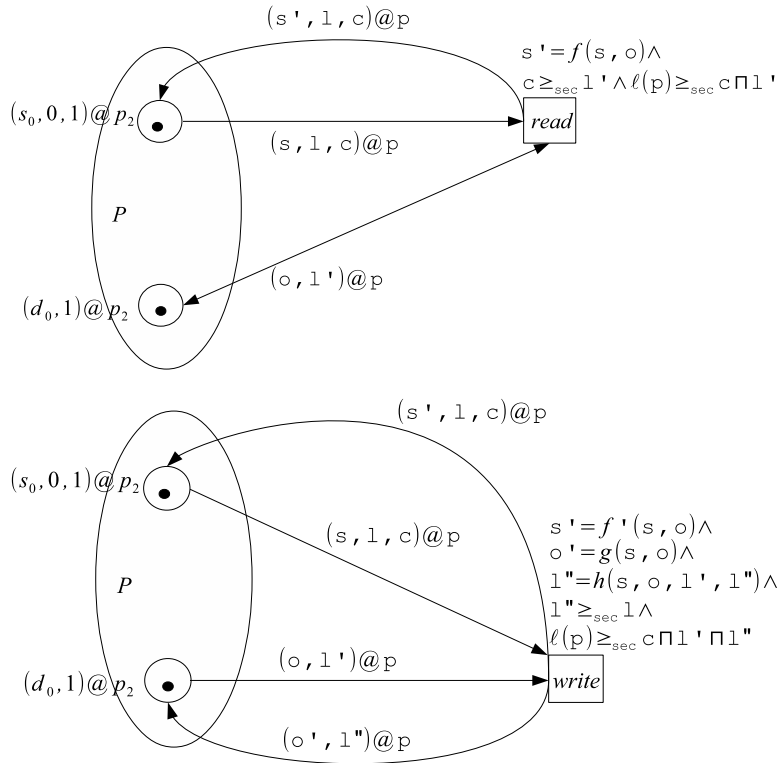 (s',l,c)@p
s'=f(s,o)∧
c≥sec l'∧ℓ(p)≥sec c⊓l'
(s₀,0,1)@p₂
read
(s,l,c)@p
P
(o,l')@p
(d₀,1)@p₂
(s',l,c)@p
(s₀,0,1)@p₂
(s,l,c)@p
s'=f'(s,o)∧
o'=g(s,o)∧
l"=h(s,o,l',l")∧
l"≥sec l∧
ℓ(p)≥sec c⊓l'⊓l"
P
(o,l')@p
(d₀,1)@p₂
write
(o',l")@p